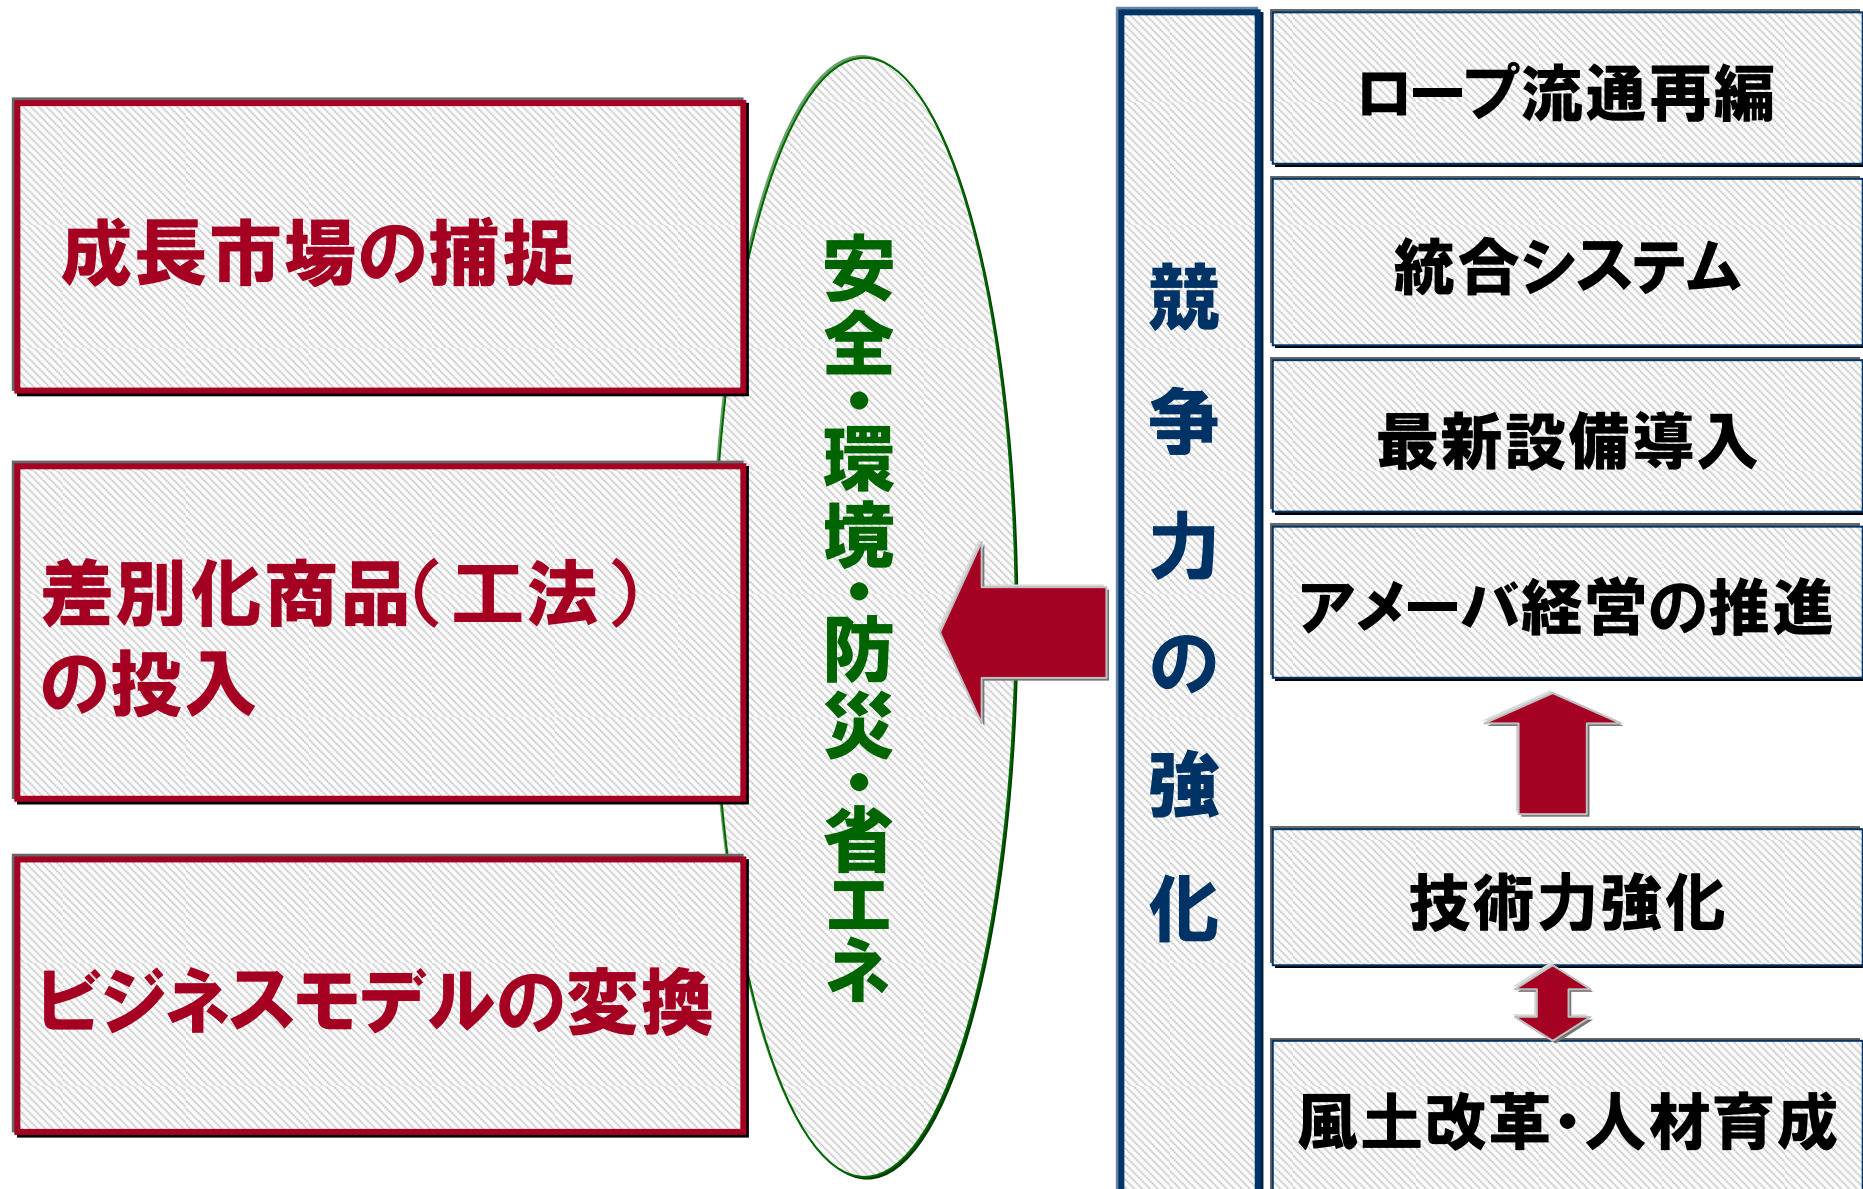 成長市場の捕捉
差別化商品（工法）
の投入
ビジネスモデルの変換
安全・環境・防災・省エネ
競争力の強化
ロープ流通再編
統合システム
最新設備導入
アメーバ経営の推進
技術力強化
風土改革・人材育成